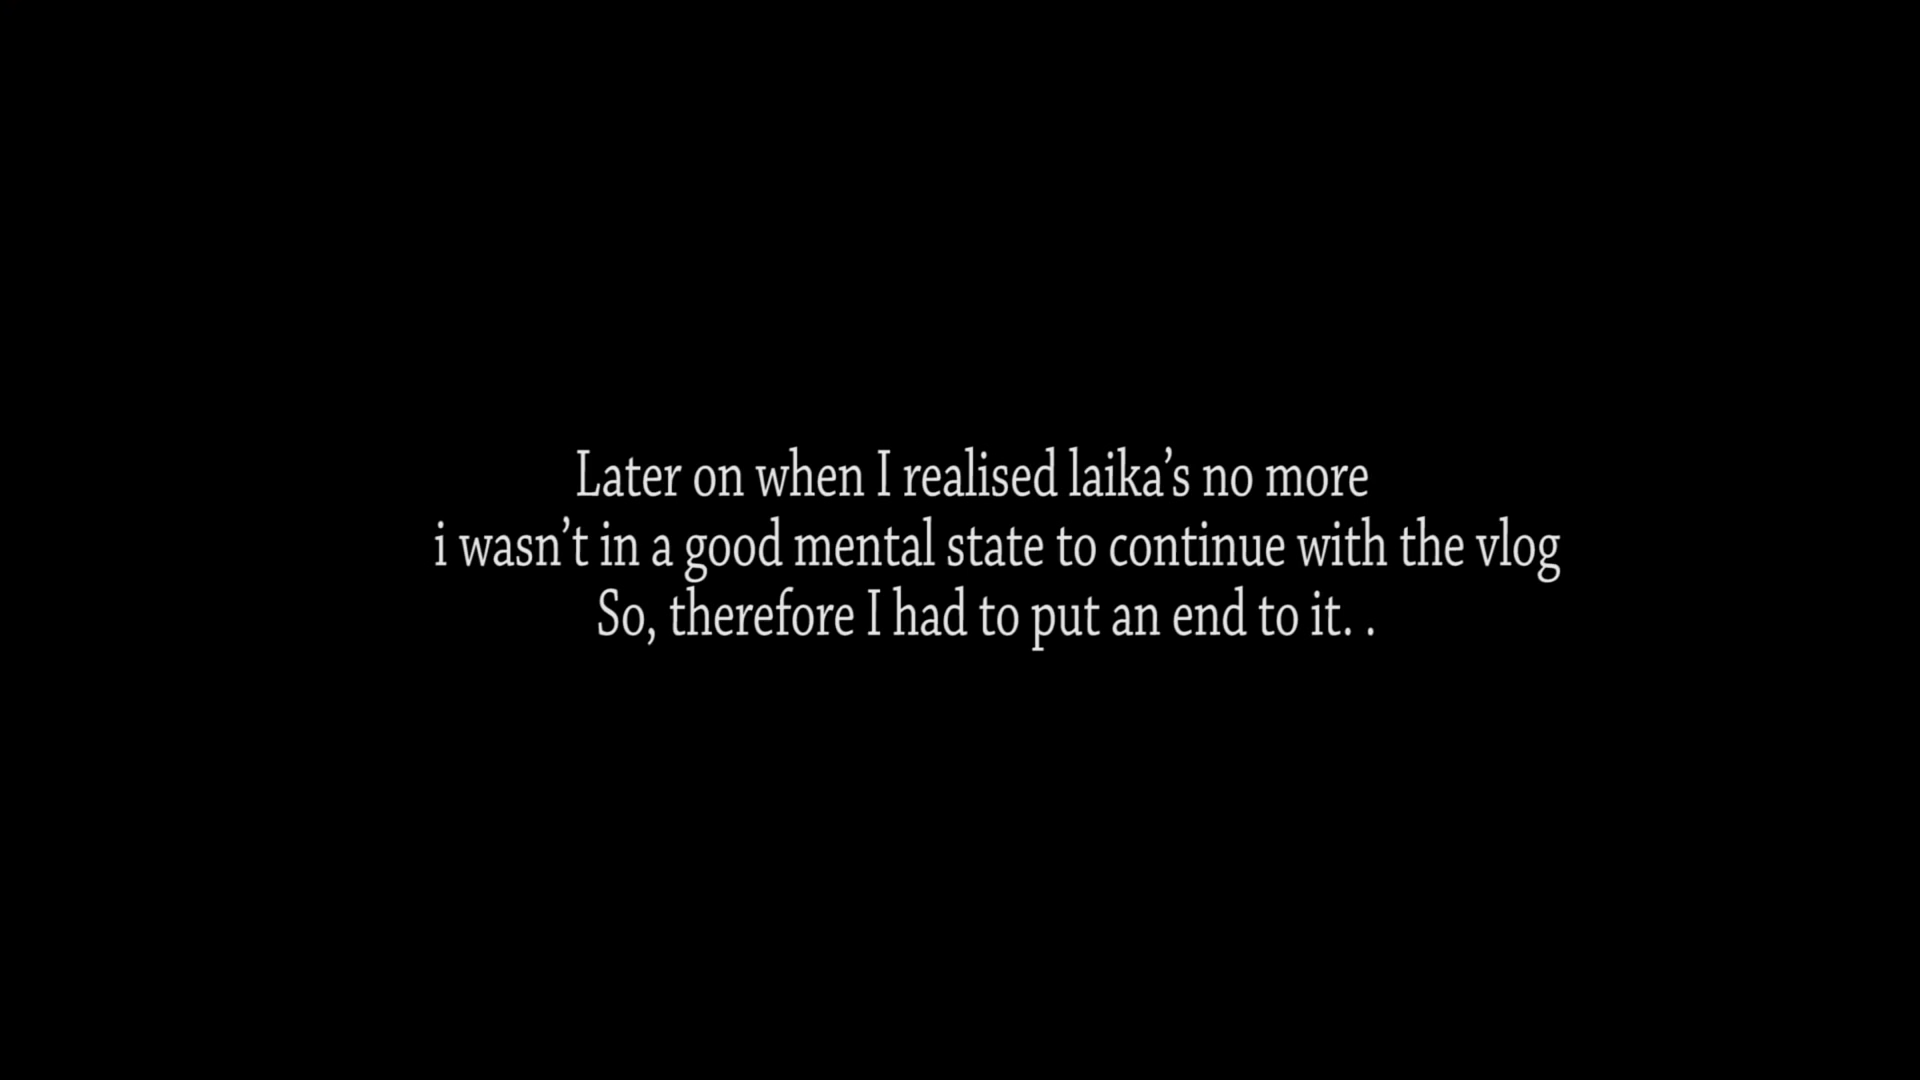 Later on when I realised laika’s no more
i wasn’t in a good mental state to continue with the vlog
So, therefore I had to put an end to it. .